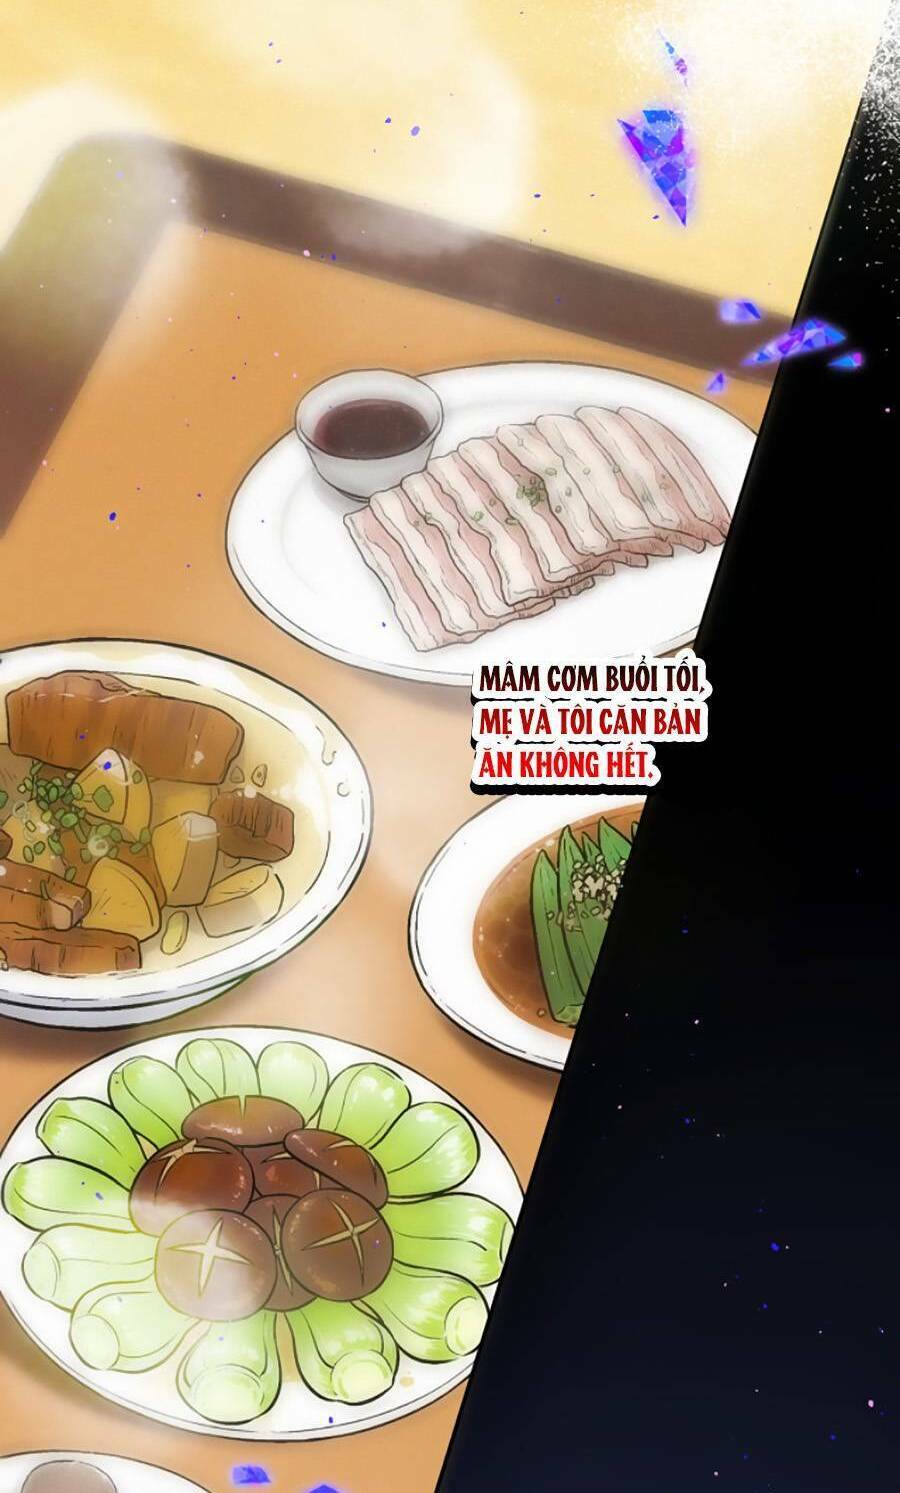 MÂM CƠM BUỔI TỐI,
MẸ VÀ TÔI CĂN BẢN
ĂN KHÔNG HẾT.